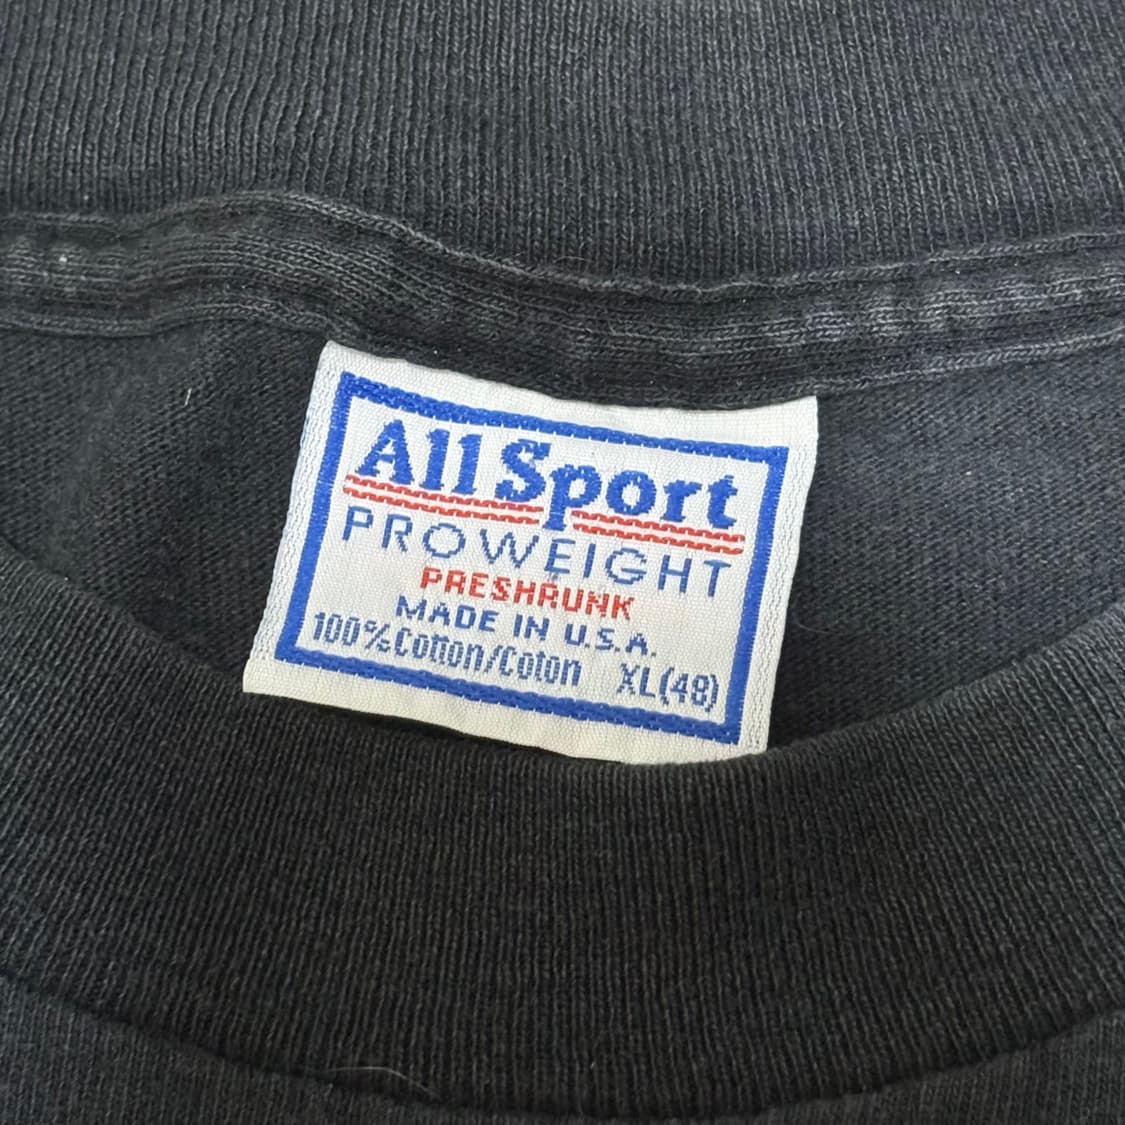 All Sport
PROWEIGHT
PRESHRUNK
MADE IN U.S.A.
100%Cotton/Coton XL(48)